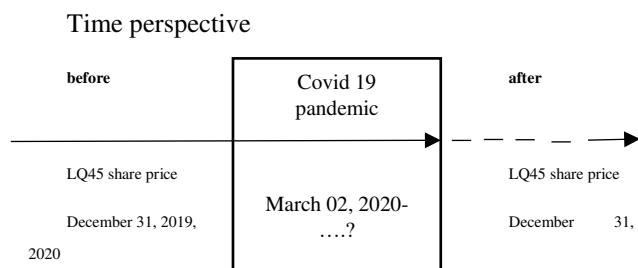 Time perspective
before
Covid 19
pandemic
after
LQ45 share price
December 31, 2019,
2020
March 02, 2020-
….?
LQ45 share price
December 31,